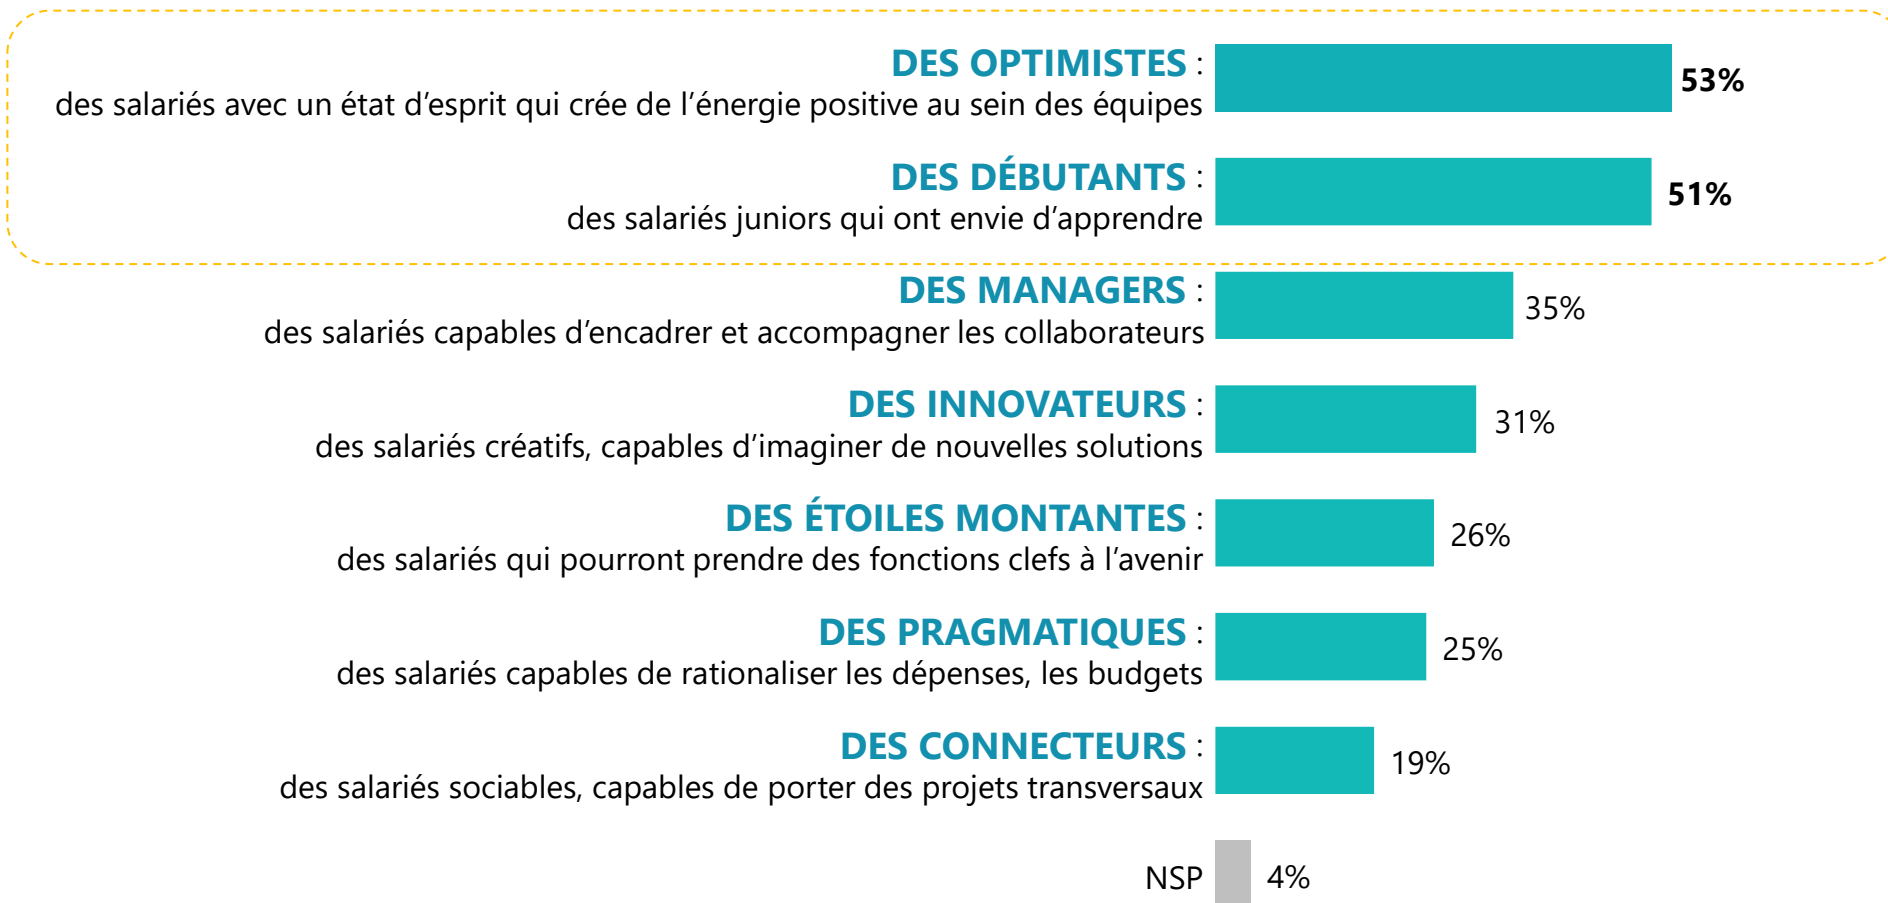 DES OPTIMISTES :
des salariés avec un état d’esprit qui crée de l’énergie positive au sein des équipes
53%
DES DÉBUTANTS :
des salariés juniors qui ont envie d’apprendre
51%
DES MANAGERS :
des salariés capables d’encadrer et accompagner les collaborateurs
35%
DES INNOVATEURS :
des salariés créatifs, capables d’imaginer de nouvelles solutions
31%
DES ÉTOILES MONTANTES :
des salariés qui pourront prendre des fonctions clefs à l’avenir
26%
DES PRAGMATIQUES :
des salariés capables de rationaliser les dépenses, les budgets
25%
DES CONNECTEURS :
des salariés sociables, capables de porter des projets transversaux
19%
NSP
4%